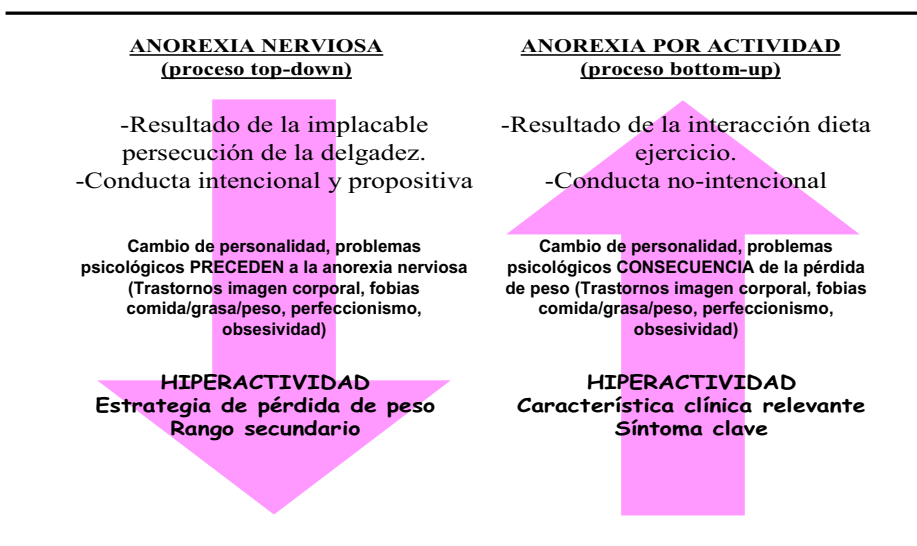 ANOREXIA NERVIOSA
(proceso top-down)
-Resultado de la implacable
persecución de la delgadez.
-Conducta intencional y propositiva
Cambio de personalidad, problemas
psicológicos PRECEDEN a la anorexia nerviosa
(Trastornos imagen corporal, fobias
comida/grasa/peso, perfeccionismo,
obsesividad)
HIPERACTIVIDAD
Estrategia de pérdida de peso
Rango secundario
ANOREXIA POR ACTIVIDAD
(proceso bottom-up)
-Resultado de la interacción dieta
ejercicio.
-Conducta no-intencional
Cambio de personalidad, problemas
psicológicos CONSECUENCIA de la pérdida
de peso (Trastornos imagen corporal, fobias
comida/grasa/peso, perfeccionismo,
obsesividad)
HIPERACTIVIDAD
Característica clínica relevante
Síntoma clave